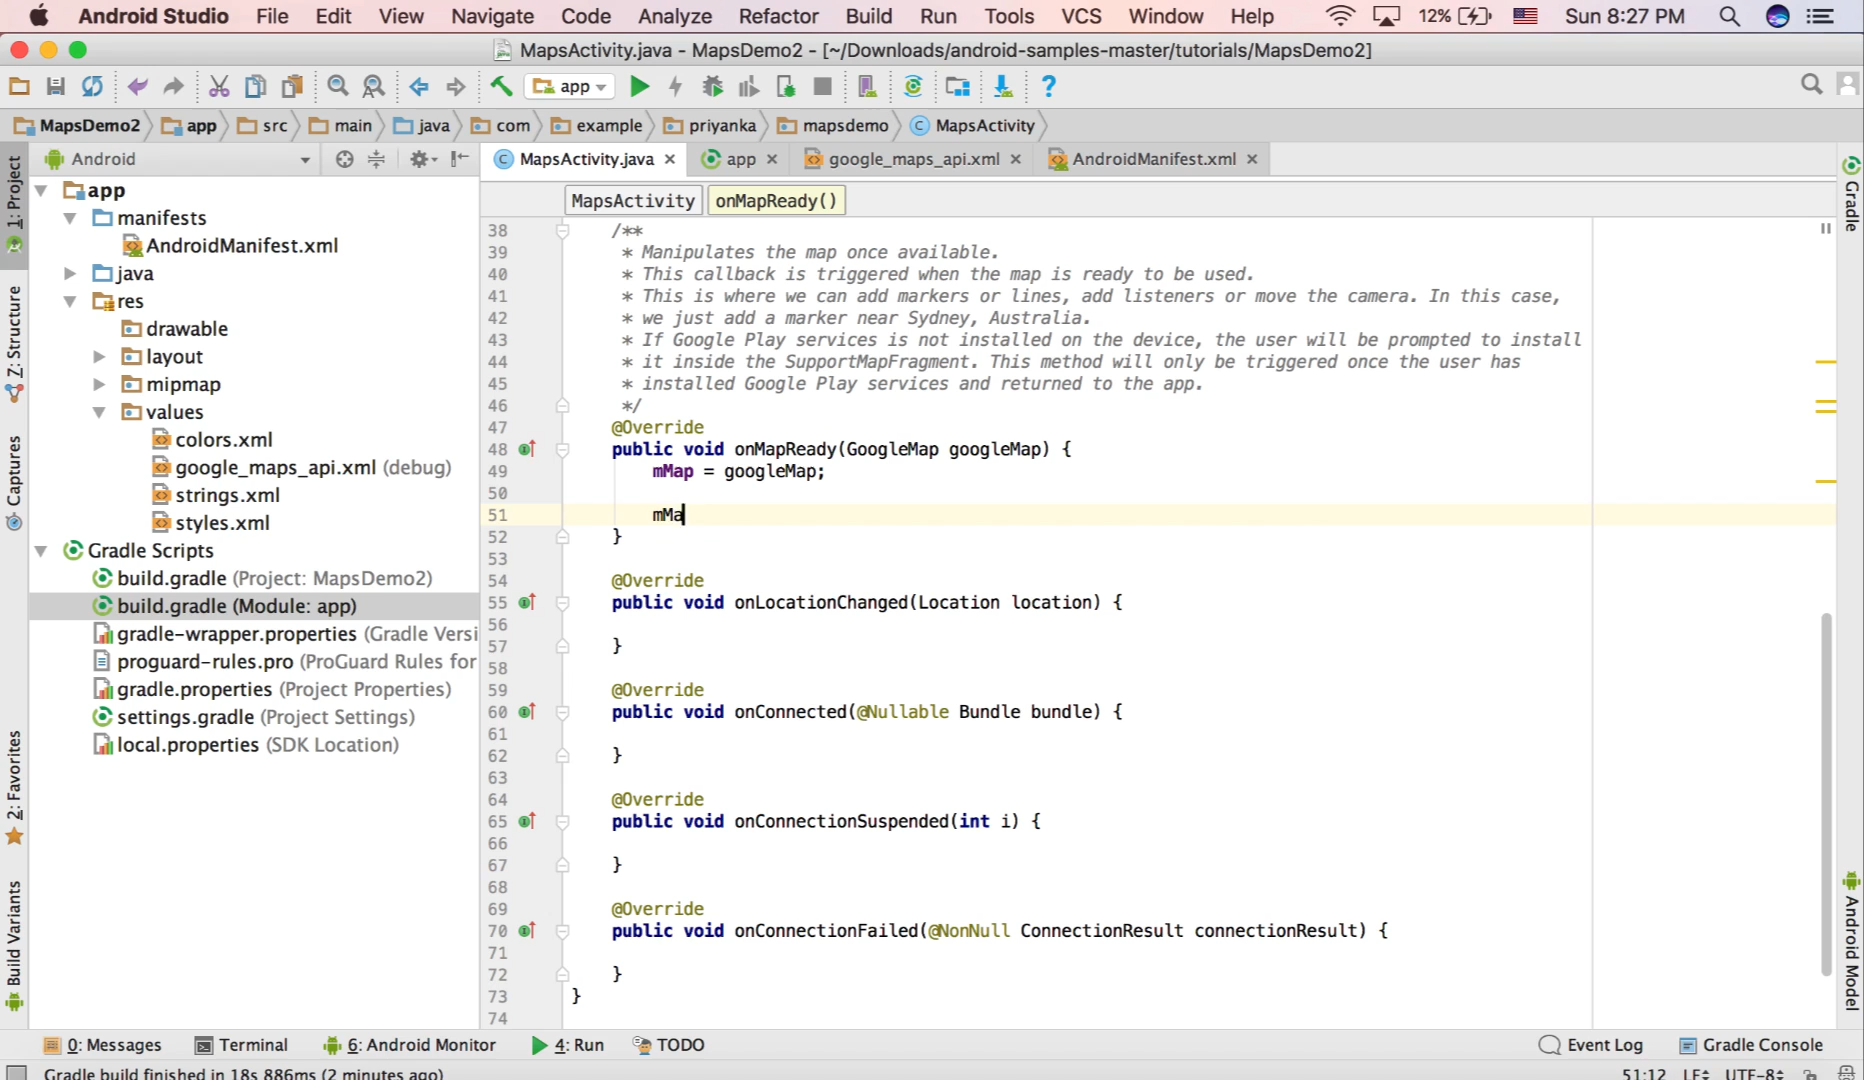 Android Studio File Edit View Navigate Code Analyze Refactor Build Run Tools VCS Window Help 12% Sun 8:27 PM
MapsActivity.java - MapsDemo2 - [~/Downloads/android-samples-master/tutorials/MapsDemo2]
app
MapsDemo2 app src main java com example priyanka mapsdemo MapsActivity
Android
MapsActivity.java app google_maps_api.xml AndroidManifest.xml
MapsActivity onMapReady()
1: Project
Z: Structure
Captures
2: Favorites
Build Variants
app
manifests
AndroidManifest.xml
java
res
drawable
layout
mipmap
values
colors.xml
google_maps_api.xml (debug)
strings.xml
styles.xml
Gradle Scripts
build.gradle (Project: MapsDemo2)
build.gradle (Module: app)
gradle-wrapper.properties (Gradle Versi
proguard-rules.pro (ProGuard Rules for
gradle.properties (Project Properties)
settings.gradle (Project Settings)
local.properties (SDK Location)
38 /**
39 * Manipulates the map once available.
40 * This callback is triggered when the map is ready to be used.
41 * This is where we can add markers or lines, add listeners or move the camera. In this case,
42 * we just add a marker near Sydney, Australia.
43 * If Google Play services is not installed on the device, the user will be prompted to install
44 * it inside the SupportMapFragment. This method will only be triggered once the user has
45 * installed Google Play services and returned to the app.
46 */
47 @Override
48 public void onMapReady(GoogleMap googleMap) {
49 mMap = googleMap;
50
51 mMa
52 }
53
54 @Override
55 public void onLocationChanged(Location location) {
56
57 }
58
59 @Override
60 public void onConnected(@Nullable Bundle bundle) {
61
62 }
63
64 @Override
65 public void onConnectionSuspended(int i) {
66
67 }
68
69 @Override
70 public void onConnectionFailed(@NonNull ConnectionResult connectionResult) {
71
72 }
73 }
74
Gradle
Android Model
0: Messages Terminal 6: Android Monitor 4: Run TODO Event Log Gradle Console
Gradle build finished in 18s 886ms (2 minutes ago) 51:12 LF UTF-8